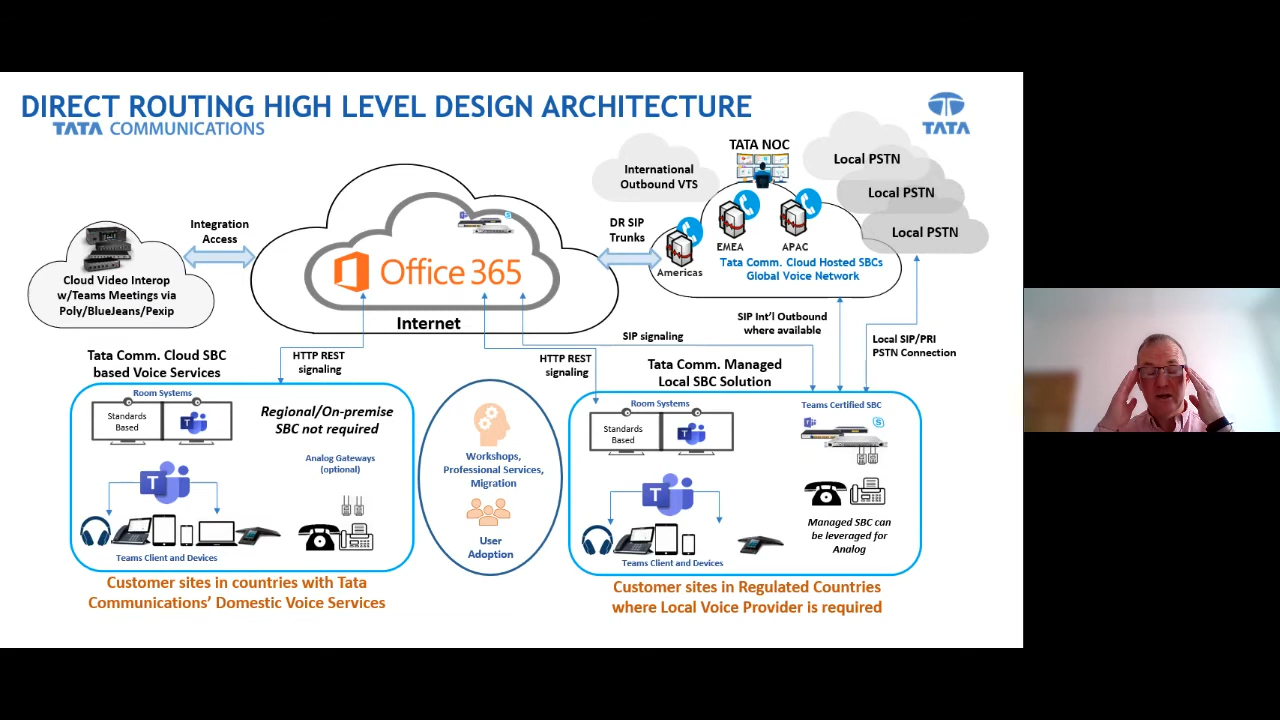 DIRECT ROUTING HIGH LEVEL DESIGN ARCHITECTURE
TATA COMMUNICATIONS
TATA
TATA NOC
International
Outbound VTS
Local PSTN
Local PSTN
Local PSTN
Integration
Access
DR SIP
Trunks
EMEA
APAC
Americas
Tata Comm. Cloud Hosted SBCs
Global Voice Network
Office 365
Internet
Cloud Video Interop
w/Teams Meetings via
Poly/BlueJeans/Pexip
SIP Int'l Outbound
where available
SIP signaling
Local SIP/PRI
PSTN Connection
HTTP REST
signaling
HTTP REST
signaling
Tata Comm. Cloud SBC
based Voice Services
Tata Comm. Managed
Local SBC Solution
Room Systems
Standards
Based
Regional/On-premise
SBC not required
Analog Gateways
(optional)
T
Teams Client and Devices
Workshops,
Professional Services,
Migration
User
Adoption
Room Systems
Standards
Based
Teams Certified SBC
T
Teams Client and Devices
Managed SBC can
be leveraged for
Analog
Customer sites in countries with Tata
Communications' Domestic Voice Services
Customer sites in Regulated Countries
where Local Voice Provider is required